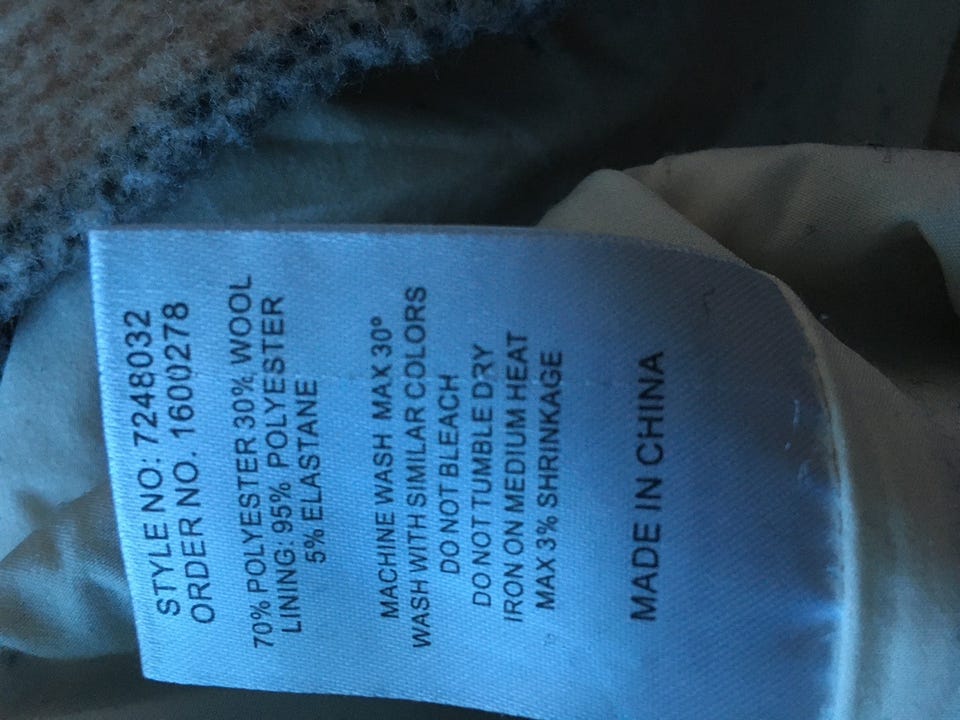 STYLE NO: 7248032
ORDER NO. 1600278
70% POLYESTER 30% WOOL
LINING: 95% POLYESTER
5% ELASTANE
MACHINE WASH MAX 30°
WASH WITH SIMILAR COLORS
DO NOT BLEACH
DO NOT TUMBLE DRY
IRON ON MEDIUM HEAT
MAX 3% SHRINKAGE
MADE IN CHINA